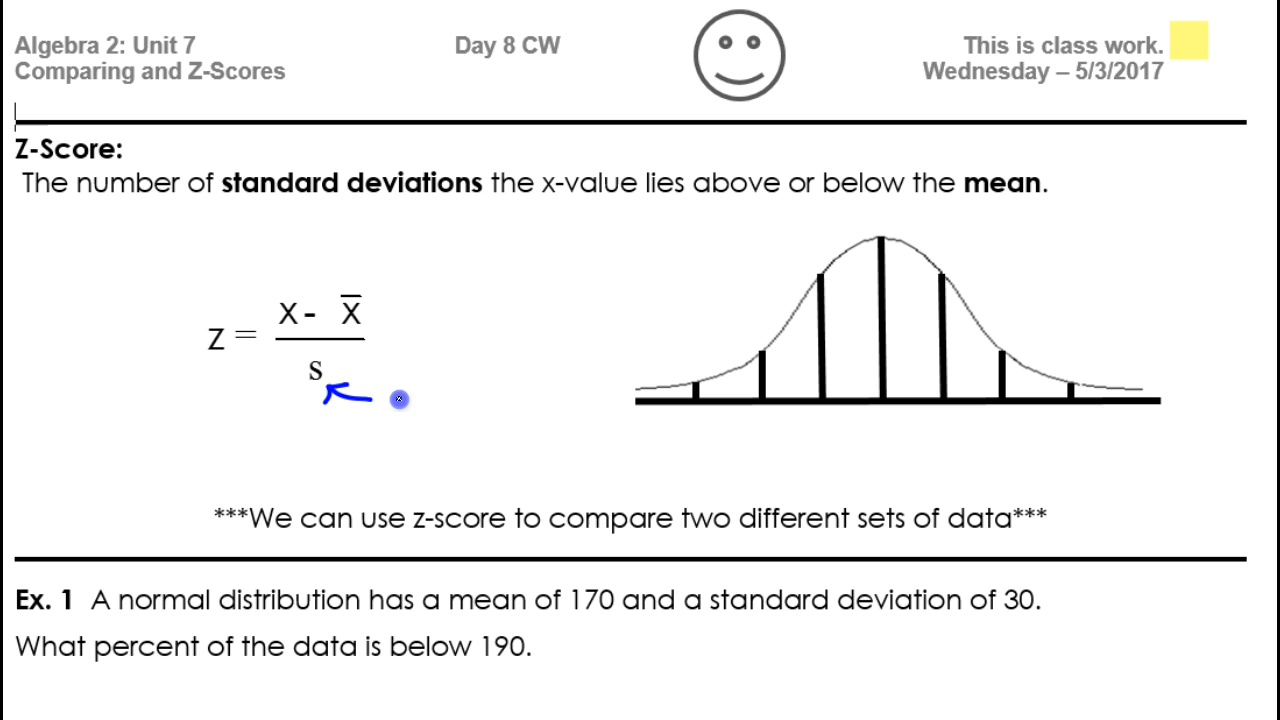 Algebra 2: Unit 7 Day 8 CW This is class work.
Comparing and Z-Scores Wednesday – 5/3/2017
Z-Score:
The number of standard deviations the x-value lies above or below the mean.
z = (x - x̅) / s
***We can use z-score to compare two different sets of data***
Ex. 1 A normal distribution has a mean of 170 and a standard deviation of 30.
What percent of the data is below 190.